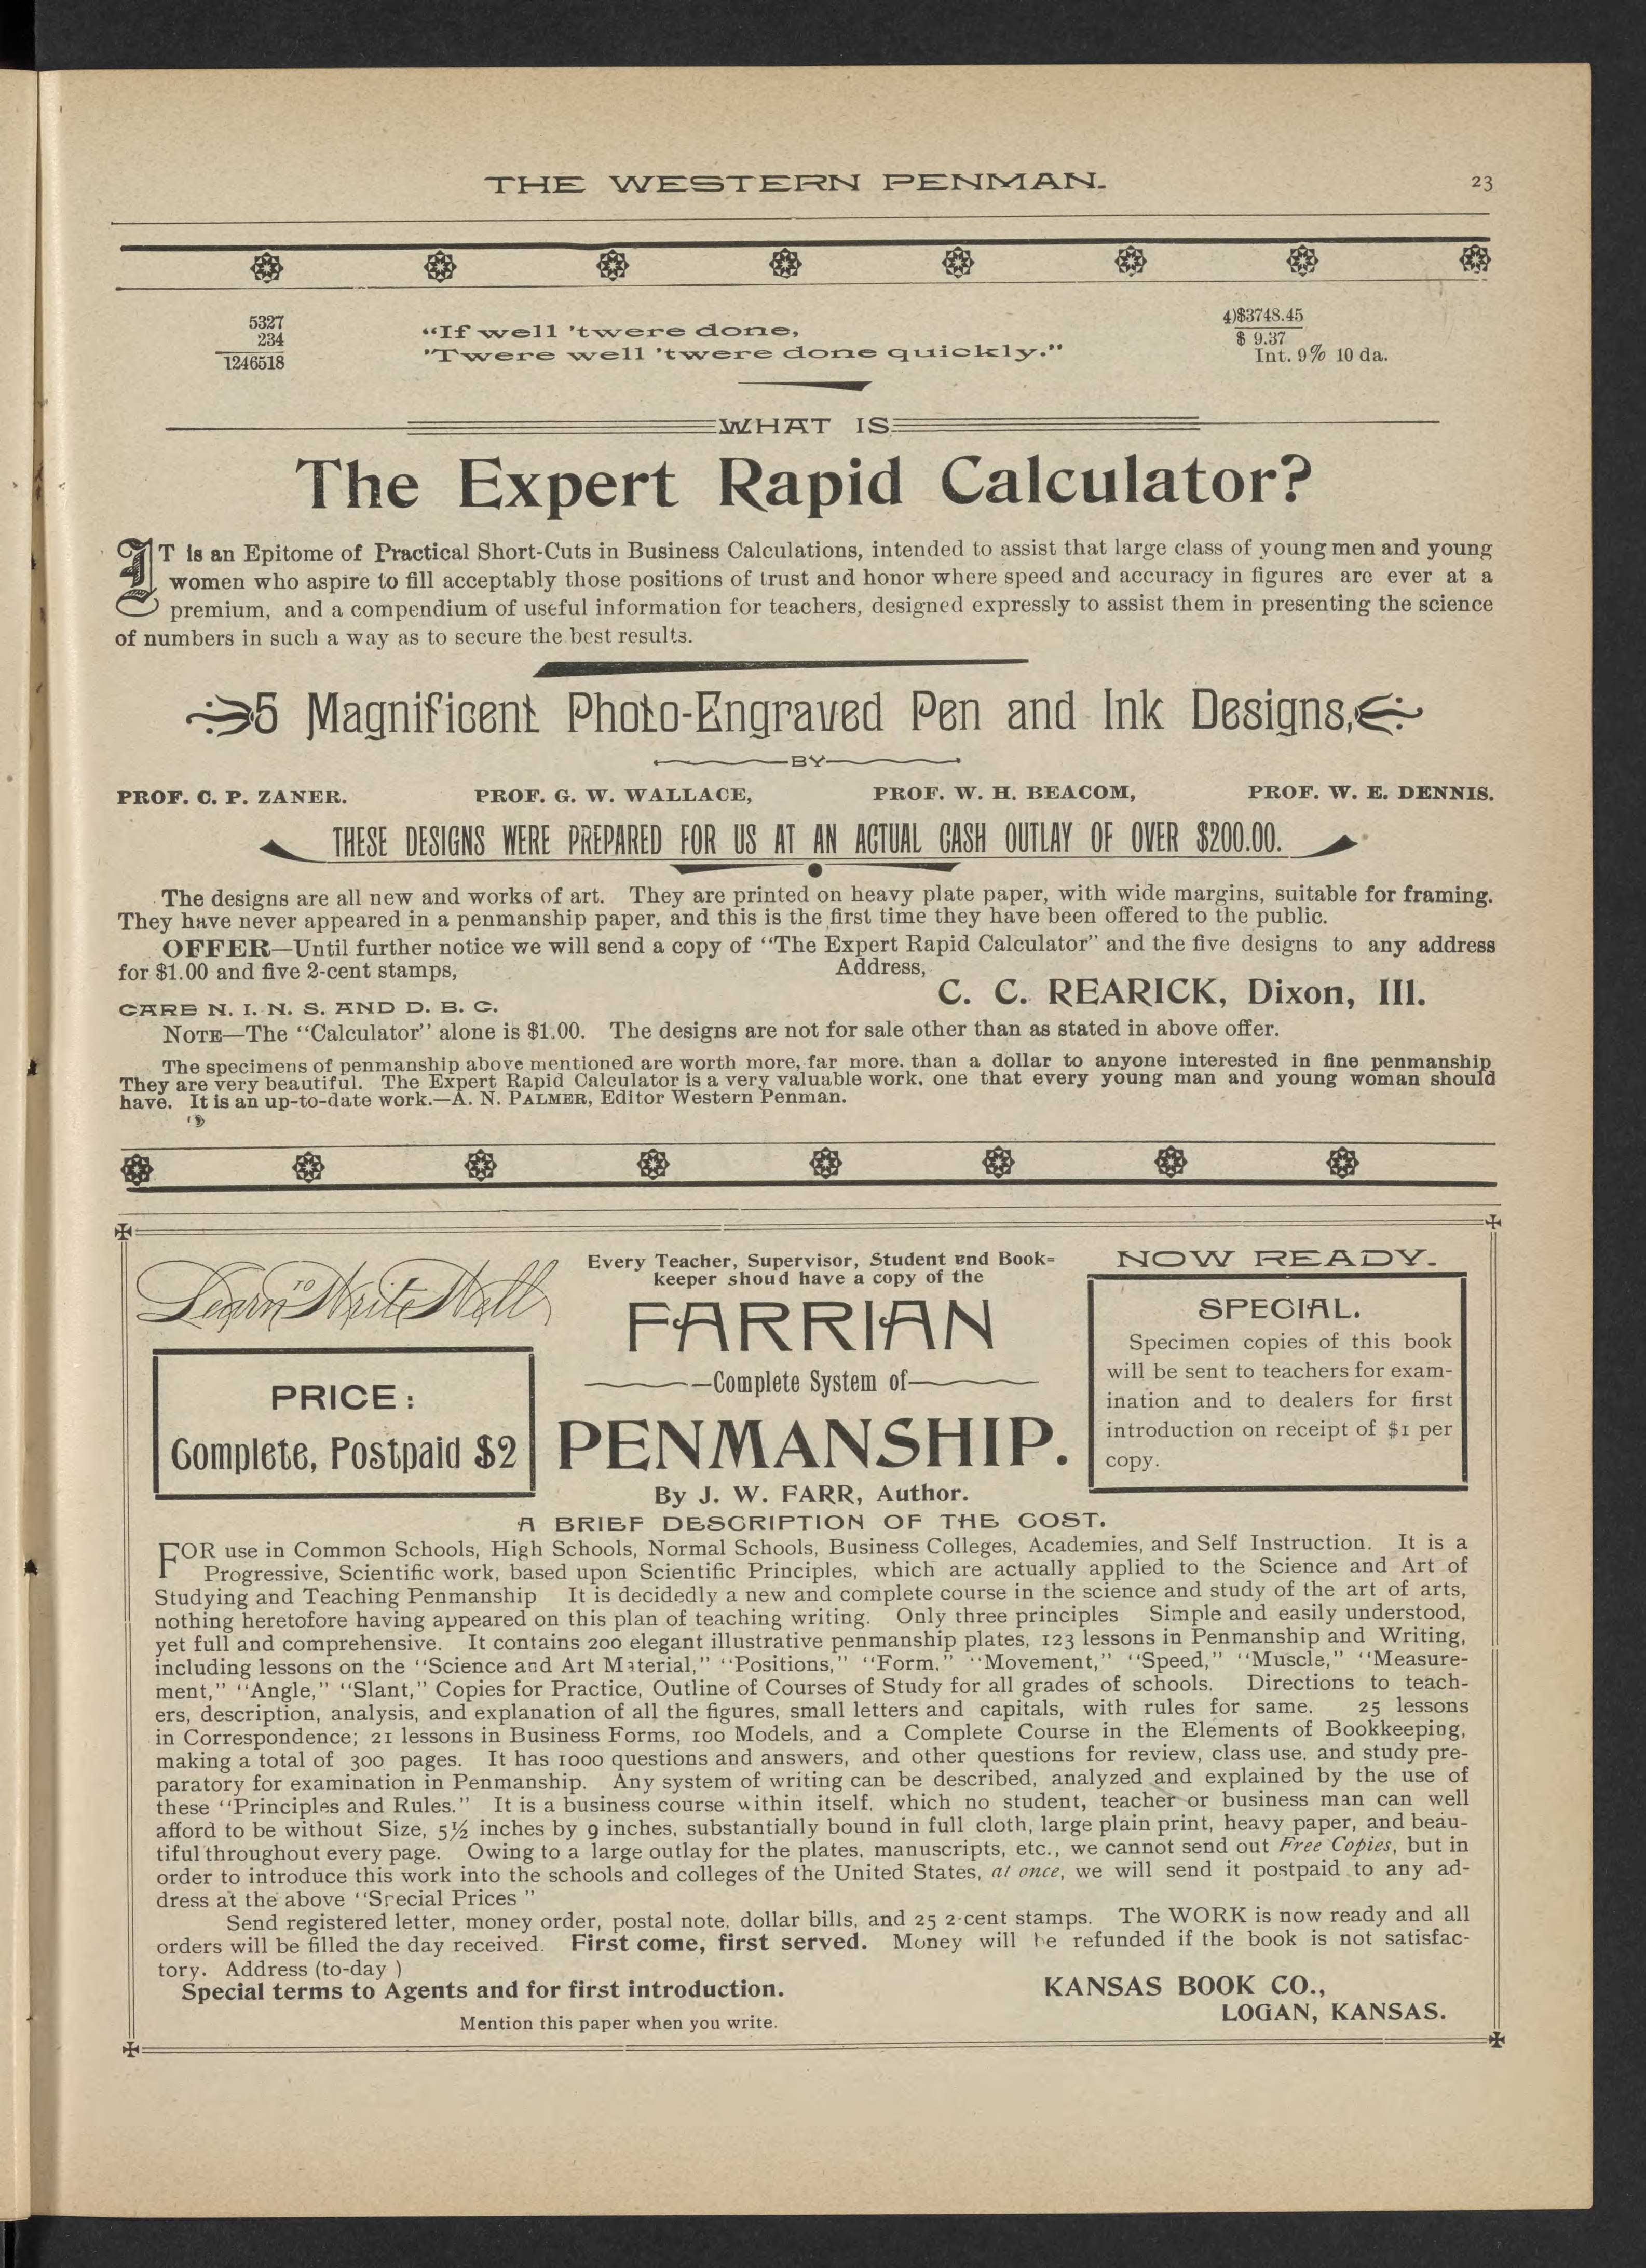 THE WESTERN PENMAN.
23
5327
234
1246518
"If well 'twere done,
'Twere well 'twere done quickly."
4)$3748.45
$ 9.37
Int. 9% 10 da.
WHAT IS
The Expert Rapid Calculator?
IT is an Epitome of Practical Short-Cuts in Business Calculations, intended to assist that large class of young men and young
women who aspire to fill acceptably those positions of trust and honor where speed and accuracy in figures are ever at a
premium, and a compendium of useful information for teachers, designed expressly to assist them in presenting the science
of numbers in such a way as to secure the best results.
5 Magnificent Photo-Engraved Pen and Ink Designs,
BY
PROF. C. P. ZANER. PROF. G. W. WALLACE, PROF. W. H. BEACOM, PROF. W. E. DENNIS.
THESE DESIGNS WERE PREPARED FOR US AT AN ACTUAL CASH OUTLAY OF OVER $200.00.
The designs are all new and works of art. They are printed on heavy plate paper, with wide margins, suitable for framing.
They have never appeared in a penmanship paper, and this is the first time they have been offered to the public.
OFFER—Until further notice we will send a copy of "The Expert Rapid Calculator" and the five designs to any address
for $1.00 and five 2-cent stamps, Address,
C. C. REARICK, Dixon, Ill.
CARE N. I. N. S. AND D. B. C.
NOTE—The "Calculator" alone is $1.00. The designs are not for sale other than as stated in above offer.
The specimens of penmanship above mentioned are worth more, far more. than a dollar to anyone interested in fine penmanship
They are very beautiful. The Expert Rapid Calculator is a very valuable work, one that every young man and young woman should
have. It is an up-to-date work.—A. N. PALMER, Editor Western Penman.
Learn to Write Well
PRICE:
Complete, Postpaid $2
Every Teacher, Supervisor, Student and Book-
keeper shoud have a copy of the
FARRIAN
—Complete System of—
PENMANSHIP.
By J. W. FARR, Author.
NOW READY.
SPECIAL.
Specimen copies of this book
will be sent to teachers for exam-
ination and to dealers for first
introduction on receipt of $1 per
copy.
A BRIEF DESCRIPTION OF THE COST.
FOR use in Common Schools, High Schools, Normal Schools, Business Colleges, Academies, and Self Instruction. It is a
Progressive, Scientific work, based upon Scientific Principles, which are actually applied to the Science and Art of
Studying and Teaching Penmanship It is decidedly a new and complete course in the science and study of the art of arts,
nothing heretofore having appeared on this plan of teaching writing. Only three principles Simple and easily understood,
yet full and comprehensive. It contains 200 elegant illustrative penmanship plates, 123 lessons in Penmanship and Writing,
including lessons on the "Science and Art Material," "Positions," "Form," "Movement," "Speed," "Muscle," "Measure-
ment," "Angle," "Slant," Copies for Practice, Outline of Courses of Study for all grades of schools. Directions to teach-
ers, description, analysis, and explanation of all the figures, small letters and capitals, with rules for same. 25 lessons
in Correspondence; 21 lessons in Business Forms, 100 Models, and a Complete Course in the Elements of Bookkeeping,
making a total of 300 pages. It has 1000 questions and answers, and other questions for review, class use, and study pre-
paratory for examination in Penmanship. Any system of writing can be described, analyzed and explained by the use of
these "Principles and Rules." It is a business course within itself, which no student, teacher or business man can well
afford to be without Size, 5½ inches by 9 inches, substantially bound in full cloth, large plain print, heavy paper, and beau-
tiful throughout every page. Owing to a large outlay for the plates, manuscripts, etc., we cannot send out Free Copies, but in
order to introduce this work into the schools and colleges of the United States, at once, we will send it postpaid to any ad-
dress at the above "Special Prices "
Send registered letter, money order, postal note, dollar bills, and 25 2-cent stamps. The WORK is now ready and all
orders will be filled the day received. First come, first served. Money will be refunded if the book is not satisfac-
tory. Address (to-day )
Special terms to Agents and for first introduction.
KANSAS BOOK CO.,
LOGAN, KANSAS.
Mention this paper when you write.